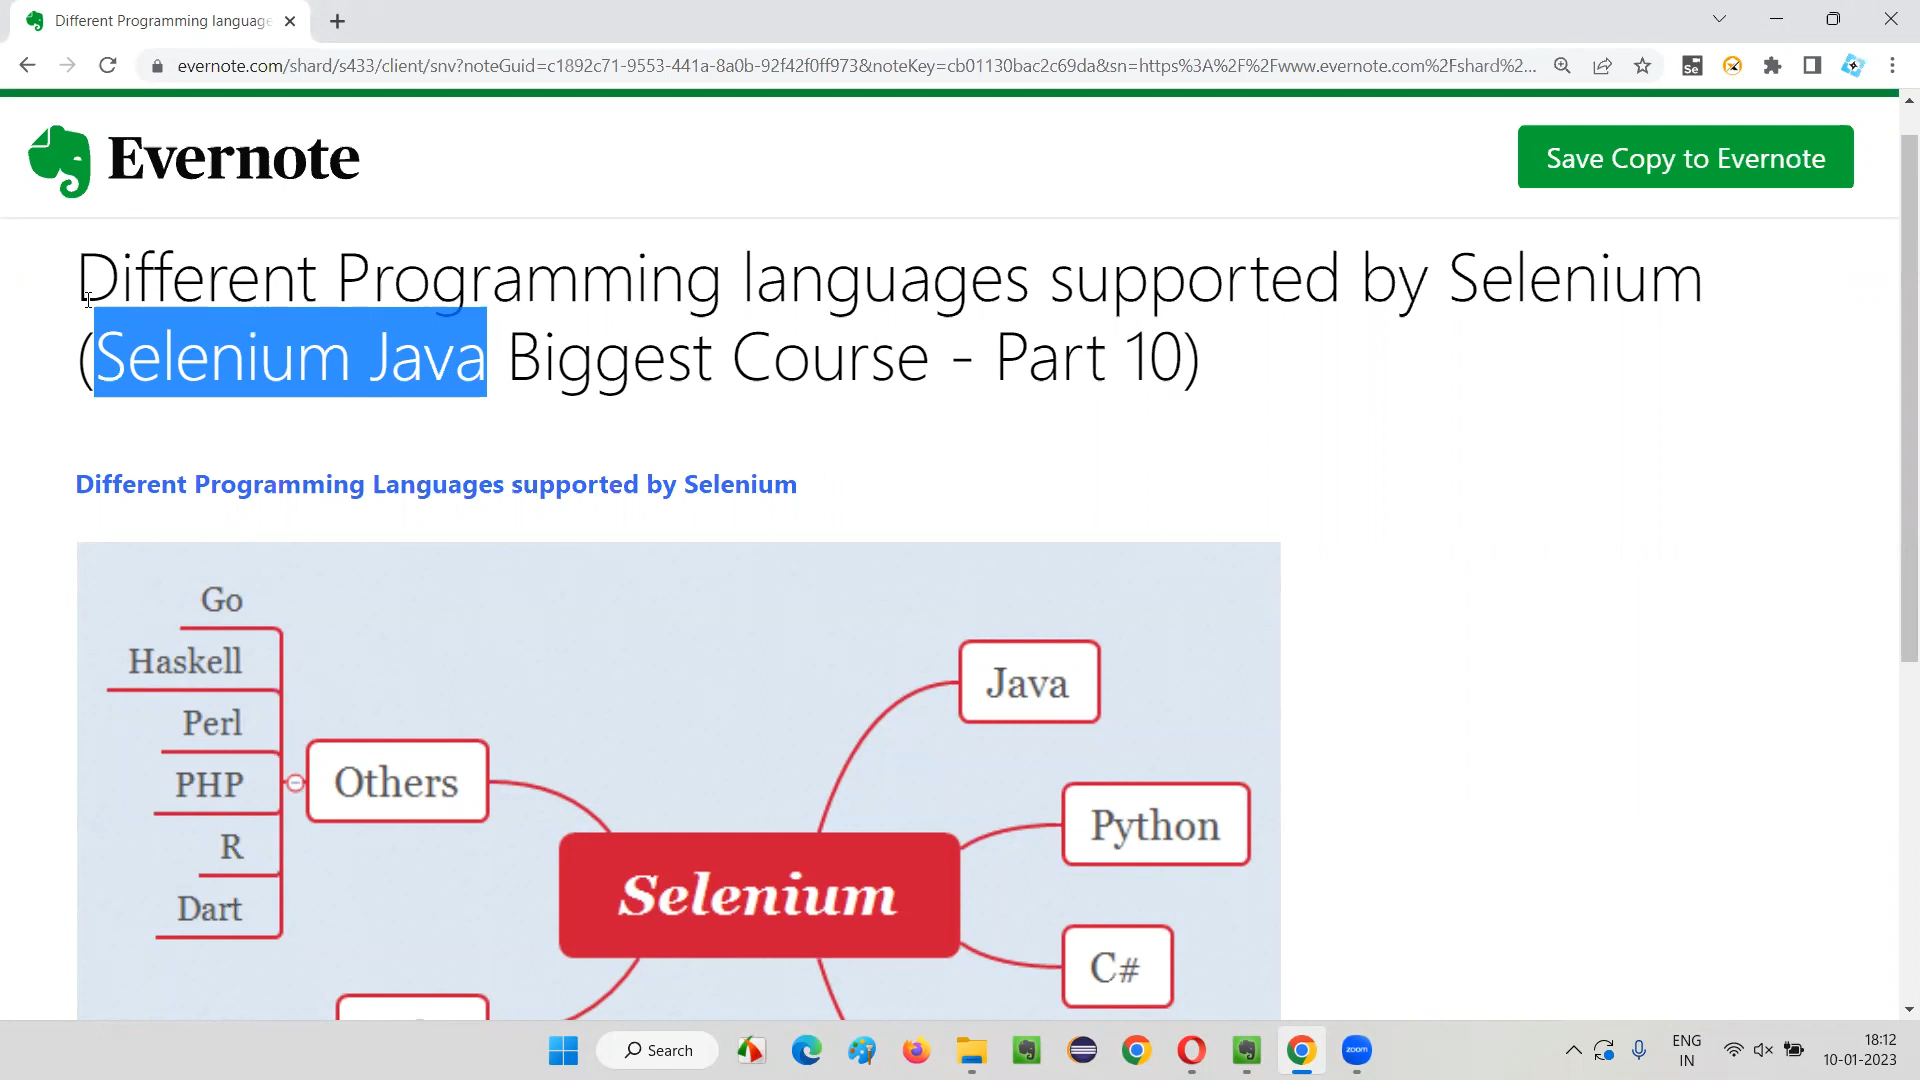 Different Programming language
evernote.com/shard/s433/client/snv?noteGuid=c1892c71-9553-441a-8a0b-92f42f0ff973&noteKey=cb01130bac2c69da&sn=https%3A%2F%2Fwww.evernote.com%2Fshard%2...
Se
Evernote
Save Copy to Evernote
Different Programming languages supported by Selenium
(Selenium Java Biggest Course - Part 10)
Different Programming Languages supported by Selenium
Go
Haskell
Perl
PHP
R
Dart
Others
Selenium
Java
Python
C#
Search
zoom
ENG
IN
18:12
10-01-2023